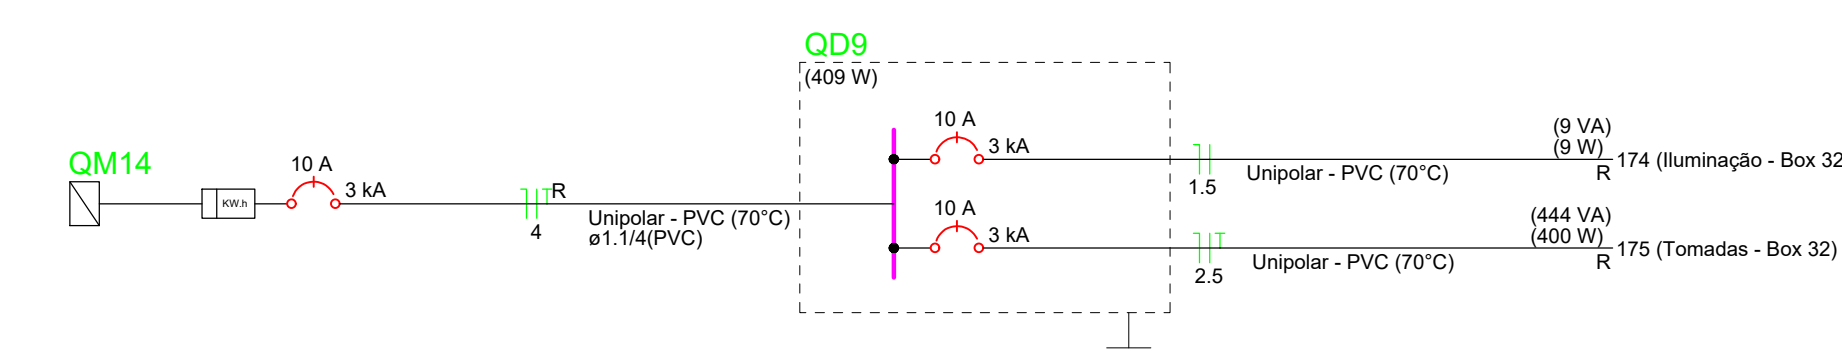 QD9
(409 W)
10 A
3 kA
(9 VA)
(9 W)
174 (Iluminação - Box 32
R
1.5
Unipolar - PVC (70°C)
QM14
KW.h
10 A
3 kA
R
4
Unipolar - PVC (70°C)
ø1.1/4(PVC)
10 A
3 kA
(444 VA)
(400 W)
175 (Tomadas - Box 32)
R
2.5
Unipolar - PVC (70°C)